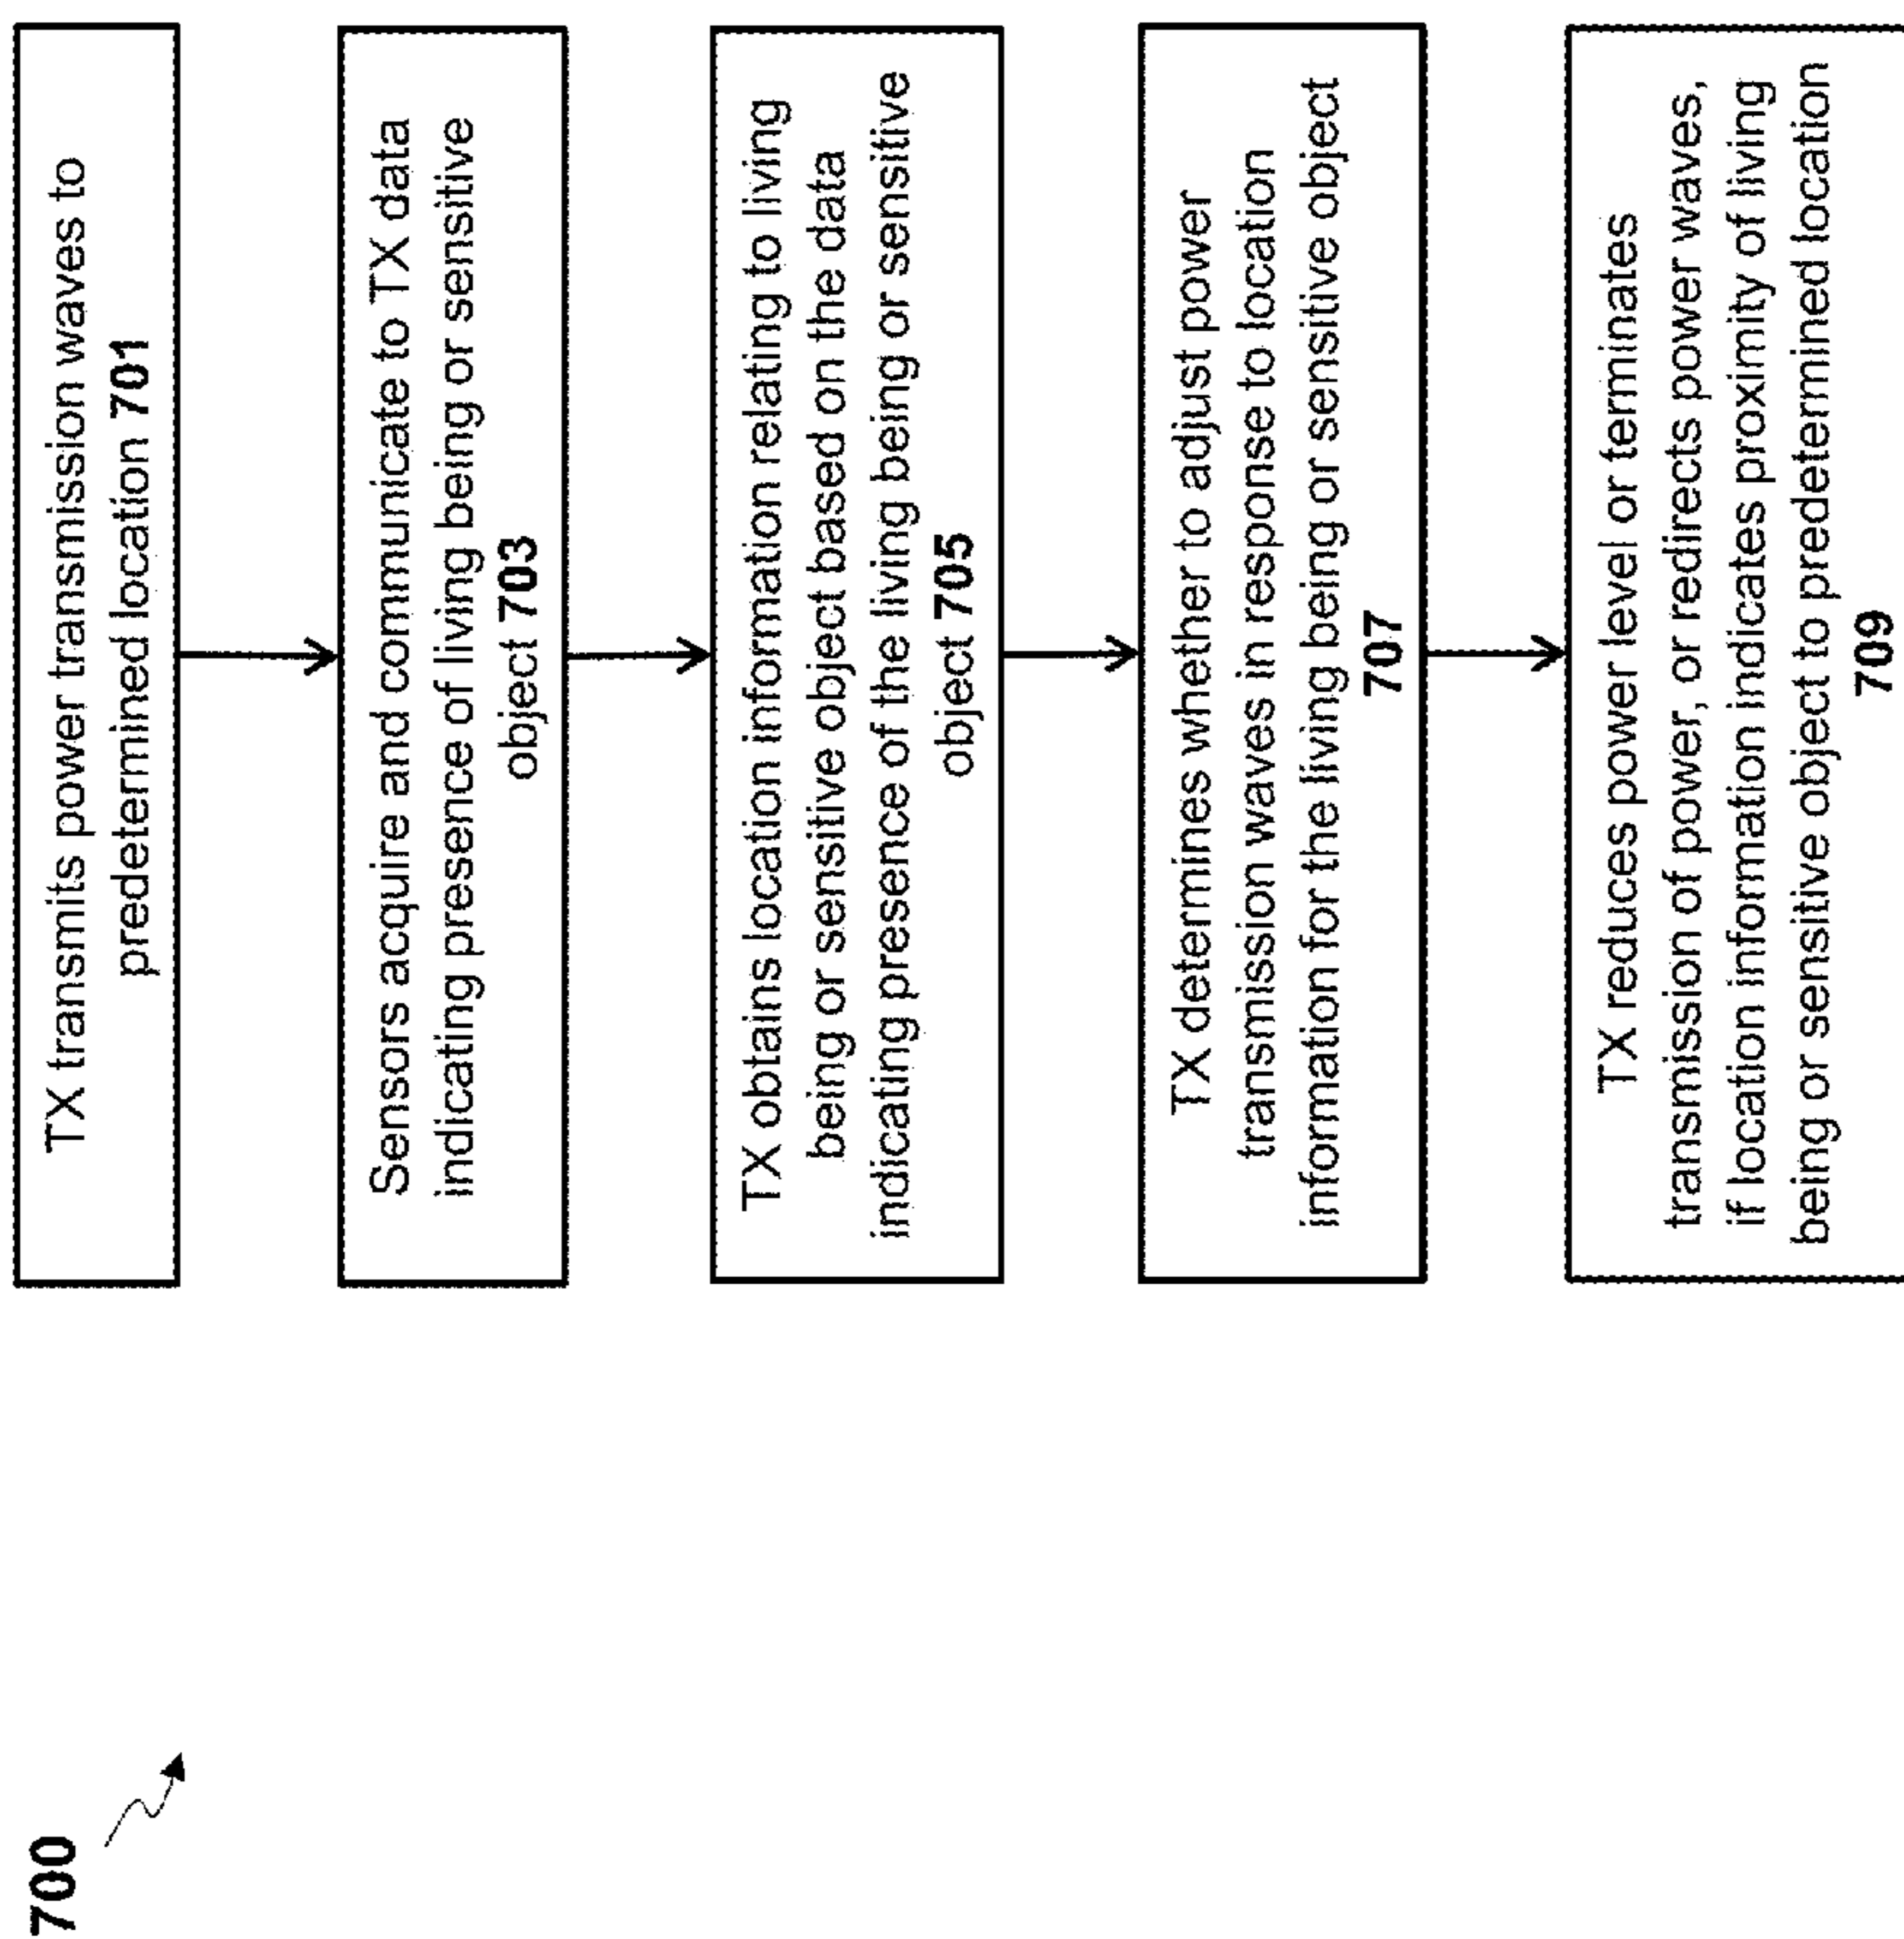 700
TX transmits power transmission waves to
predetermined location 701
Sensors acquire and communicate to TX data
indicating presence of living being or sensitive
object 703
TX obtains location information relating to living
being or sensitive object based on the data
indicating presence of the living being or sensitive
object 705
TX determines whether to adjust power
transmission waves in response to location
information for the living being or sensitive object
707
TX reduces power level or terminates
transmission of power, or redirects power waves,
if location information indicates proximity of living
being or sensitive object to predetermined location
709